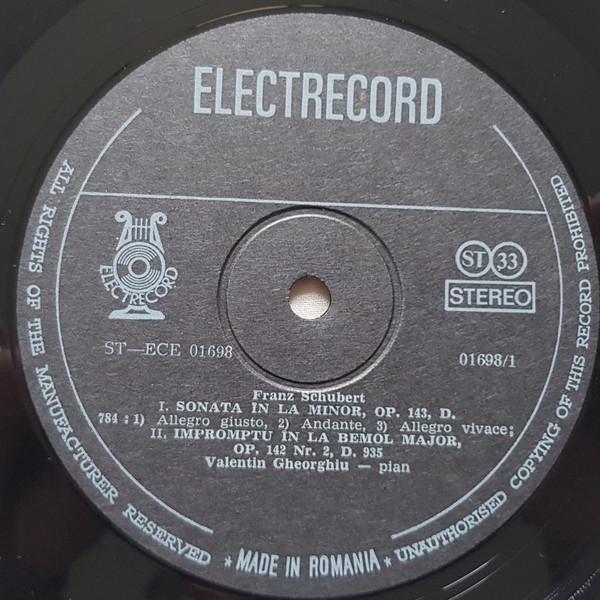 ELECTRECORD
ELECTRECORD
ST 33
STEREO
ST—ECE 01698
01698/1
Franz Schubert
I. SONATA IN LA MINOR, OP. 143, D.
784 : 1) Allegro giusto, 2) Andante, 3) Allegro vivace;
II. IMPROMPTU IN LA BEMOL MAJOR,
OP. 142 Nr. 2, D. 935
Valentin Gheorghiu — pian
ALL RIGHTS OF THE MANUFACTURER RESERVED * MADE IN ROMANIA * UNAUTHORISED COPYING OF THIS RECORD PROHIBITED